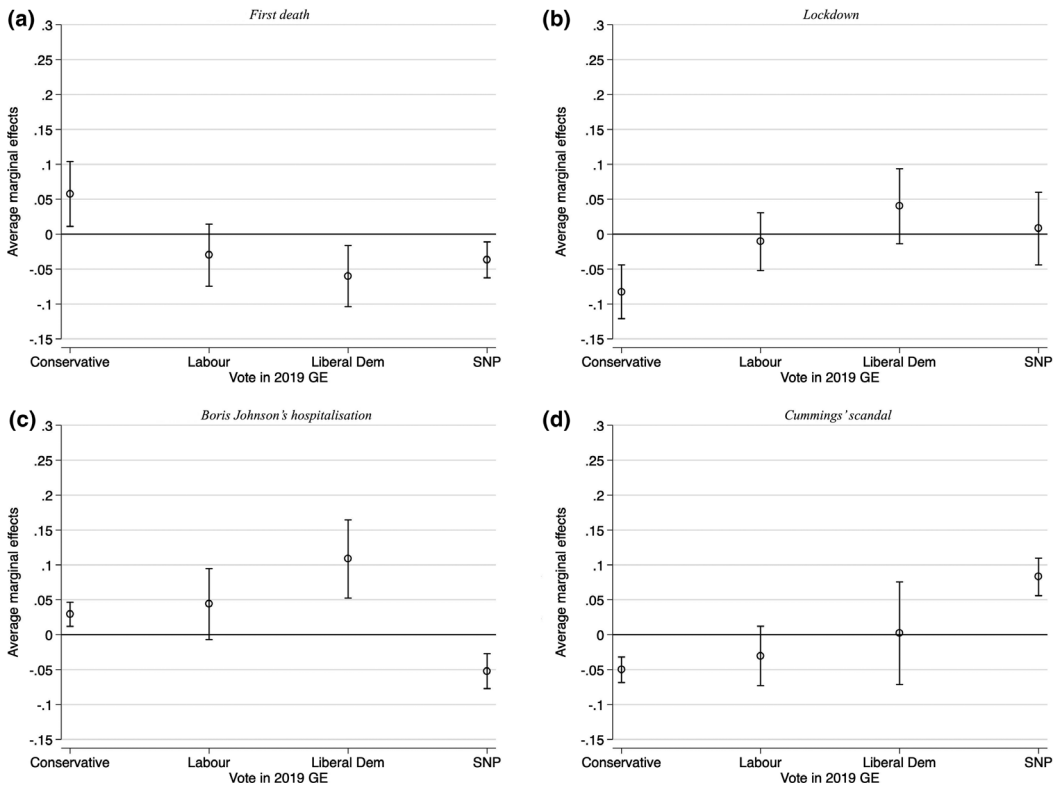 (a) First death
.3
.25
.2
.15
.1
.05
0
-.05
-.1
-.15
Average marginal effects
Conservative Labour Liberal Dem SNP
Vote in 2019 GE
(b) Lockdown
.3
.25
.2
.15
.1
.05
0
-.05
-.1
-.15
Average marginal effects
Conservative Labour Liberal Dem SNP
Vote in 2019 GE
(c) Boris Johnson's hospitalisation
.3
.25
.2
.15
.1
.05
0
-.05
-.1
-.15
Average marginal effects
Conservative Labour Liberal Dem SNP
Vote in 2019 GE
(d) Cummings' scandal
.3
.25
.2
.15
.1
.05
0
-.05
-.1
-.15
Average marginal effects
Conservative Labour Liberal Dem SNP
Vote in 2019 GE